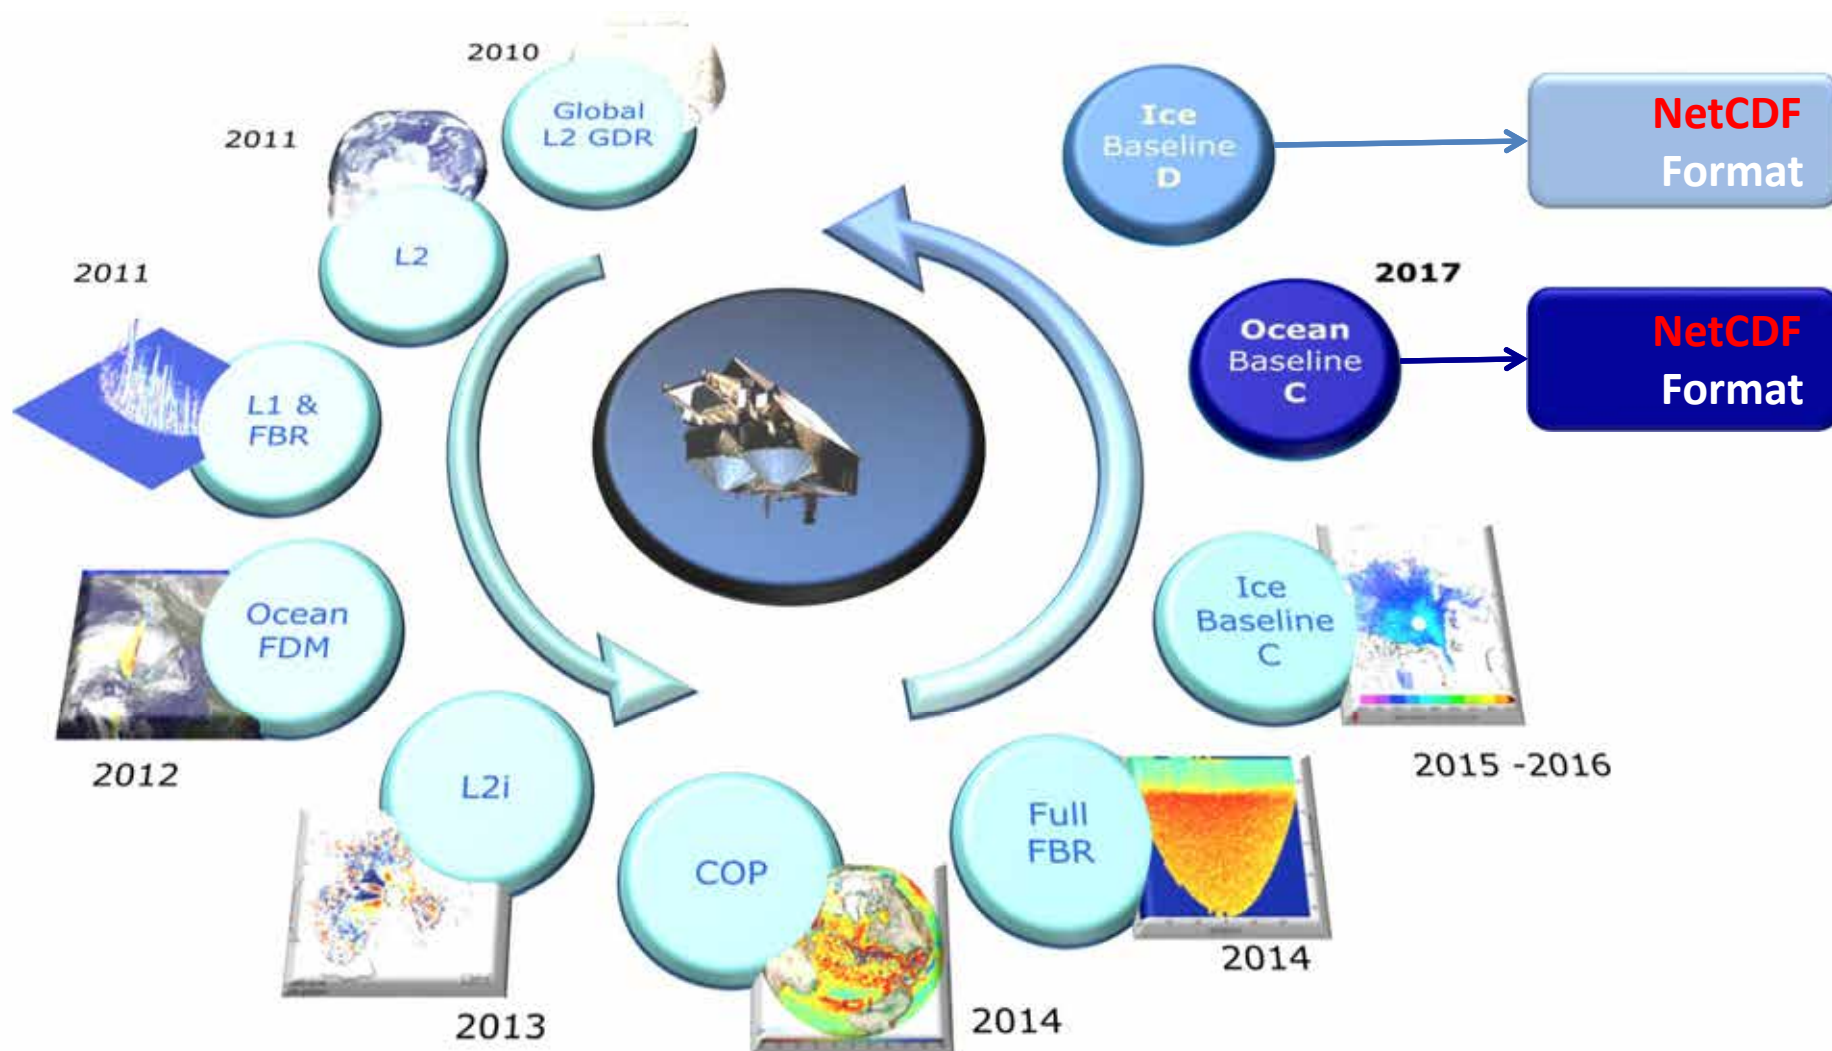 2010
Global
L2 GDR
2011
L2
2011
L1 &
FBR
Ocean
FDM
2012
L2i
2013
COP
2014
Full
FBR
2014
Ice
Baseline
C
2015 -2016
2017
Ocean
Baseline
C
NetCDF
Format
Ice
Baseline
D
NetCDF
Format